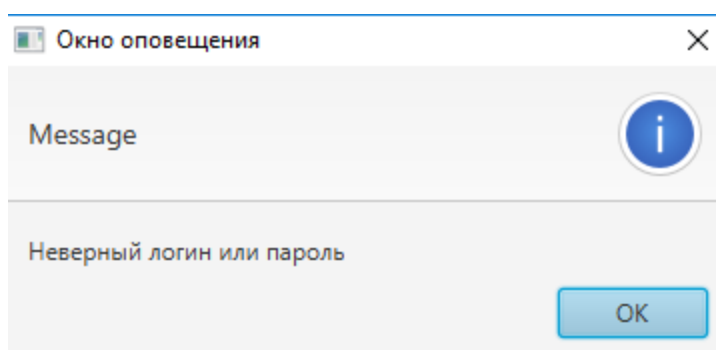 Окно оповещения
Message
i
Неверный логин или пароль
OK